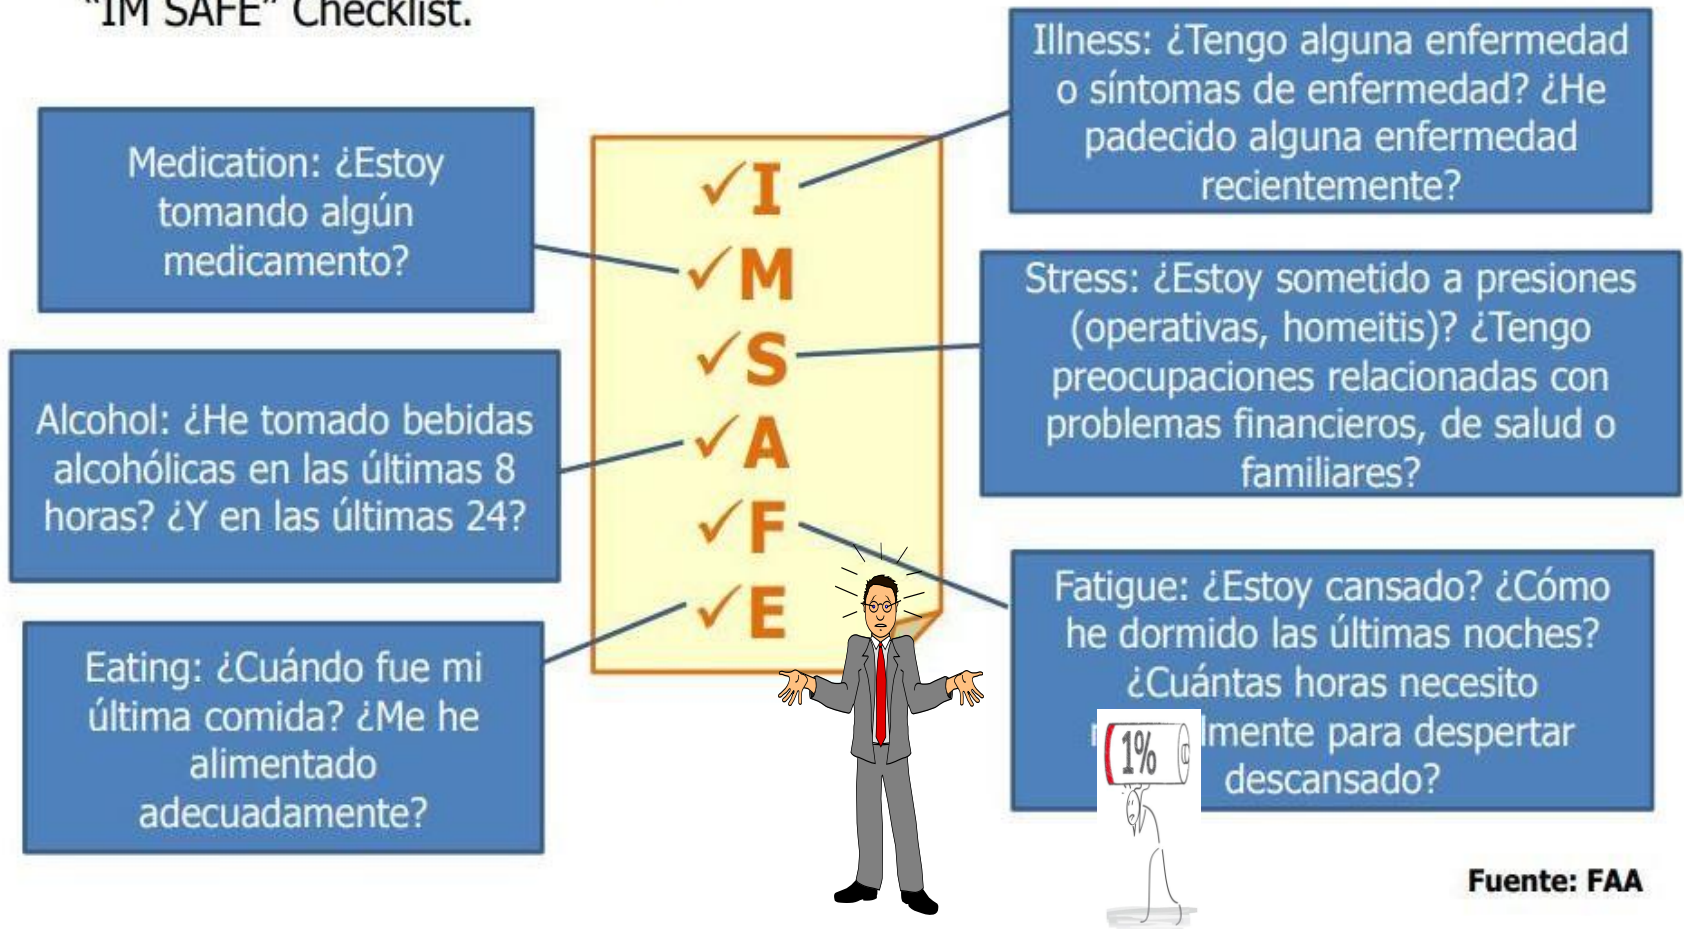 "IM SAFE" Checklist.
Illness: ¿Tengo alguna enfermedad
o síntomas de enfermedad? ¿He
padecido alguna enfermedad
recientemente?
Medication: ¿Estoy
tomando algún
medicamento?
Stress: ¿Estoy sometido a presiones
(operativas, homeitis)? ¿Tengo
preocupaciones relacionadas con
problemas financieros, de salud o
familiares?
Alcohol: ¿He tomado bebidas
alcohólicas en las últimas 8
horas? ¿Y en las últimas 24?
Fatigue: ¿Estoy cansado? ¿Cómo
he dormido las últimas noches?
¿Cuántas horas necesito
para despertar
descansado?
Eating: ¿Cuándo fue mi
última comida? ¿Me he
alimentado
adecuadamente?
✓I
✓M
✓S
✓A
✓F
✓E
1%
Fuente: FAA